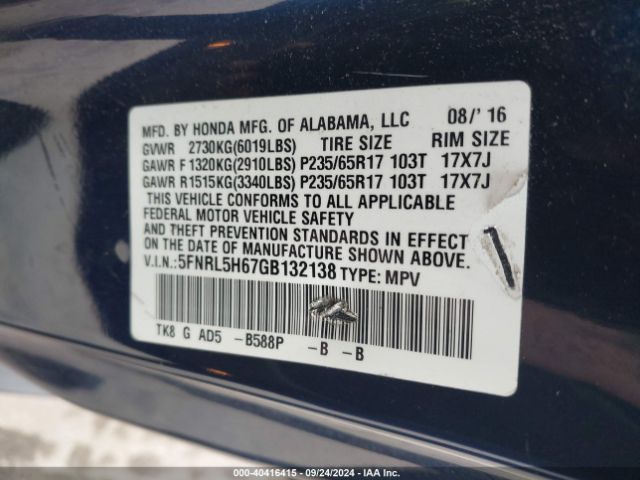 MFD. BY HONDA MFG. OF ALABAMA, LLC 08/'16
GVWR 2730KG(6019LBS) TIRE SIZE RIM SIZE
GAWR F 1320KG(2910LBS) P235/65R17 103T 17X7J
GAWR R1515KG(3340LBS) P235/65R17 103T 17X7J
THIS VEHICLE CONFORMS TO ALL APPLICABLE
FEDERAL MOTOR VEHICLE SAFETY
AND THEFT PREVENTION STANDARDS IN EFFECT
ON THE DATE OF MANUFACTURE SHOWN ABOVE.
V.I.N.:5FNRL5H67GB132138 TYPE: MPV
TK8 G AD5 -B588P -B -B
000-40416415 - 09/24/2024 - IAA Inc.